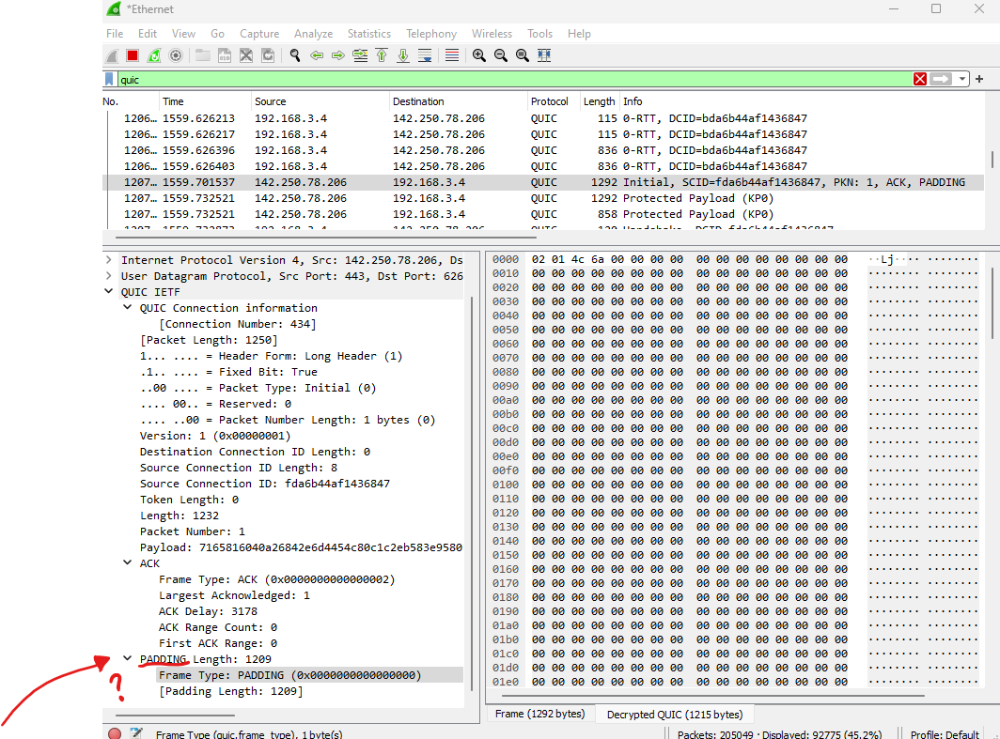 *Ethernet
File Edit View Go Capture Analyze Statistics Telephony Wireless Tools Help
quic
No. Time Source Destination Protocol Length Info
1206… 1559.626213 192.168.3.4 142.250.78.206 QUIC 115 0-RTT, DCID=bda6b44af1436847
1206… 1559.626217 192.168.3.4 142.250.78.206 QUIC 115 0-RTT, DCID=bda6b44af1436847
1206… 1559.626396 192.168.3.4 142.250.78.206 QUIC 836 0-RTT, DCID=bda6b44af1436847
1206… 1559.626403 192.168.3.4 142.250.78.206 QUIC 836 0-RTT, DCID=bda6b44af1436847
1207… 1559.701537 142.250.78.206 192.168.3.4 QUIC 1292 Initial, SCID=fda6b44af1436847, PKN: 1, ACK, PADDING
1207… 1559.732521 142.250.78.206 192.168.3.4 QUIC 1292 Protected Payload (KP0)
1207… 1559.732521 142.250.78.206 192.168.3.4 QUIC 858 Protected Payload (KP0)
Internet Protocol Version 4, Src: 142.250.78.206, Ds
User Datagram Protocol, Src Port: 443, Dst Port: 626
QUIC IETF
QUIC Connection information
[Connection Number: 434]
[Packet Length: 1250]
1... .... = Header Form: Long Header (1)
.1.. .... = Fixed Bit: True
..00 .... = Packet Type: Initial (0)
.... 00.. = Reserved: 0
.... ..00 = Packet Number Length: 1 bytes (0)
Version: 1 (0x00000001)
Destination Connection ID Length: 0
Source Connection ID Length: 8
Source Connection ID: fda6b44af1436847
Token Length: 0
Length: 1232
Packet Number: 1
Payload: 7165816040a26842e6d4454c80c1c2eb583e9580
ACK
Frame Type: ACK (0x0000000000000002)
Largest Acknowledged: 1
ACK Delay: 3178
ACK Range Count: 0
First ACK Range: 0
PADDING Length: 1209
?
Frame Type: PADDING (0x0000000000000000)
[Padding Length: 1209]
0000 02 01 4c 6a 00 00 00 00 00 00 00 00 00 00 00 00 ··Lj···· ········
0010 00 00 00 00 00 00 00 00 00 00 00 00 00 00 00 00 ········ ········
0020 00 00 00 00 00 00 00 00 00 00 00 00 00 00 00 00 ········ ········
0030 00 00 00 00 00 00 00 00 00 00 00 00 00 00 00 00 ········ ········
0040 00 00 00 00 00 00 00 00 00 00 00 00 00 00 00 00 ········ ········
0050 00 00 00 00 00 00 00 00 00 00 00 00 00 00 00 00 ········ ········
0060 00 00 00 00 00 00 00 00 00 00 00 00 00 00 00 00 ········ ········
0070 00 00 00 00 00 00 00 00 00 00 00 00 00 00 00 00 ········ ········
0080 00 00 00 00 00 00 00 00 00 00 00 00 00 00 00 00 ········ ········
0090 00 00 00 00 00 00 00 00 00 00 00 00 00 00 00 00 ········ ········
00a0 00 00 00 00 00 00 00 00 00 00 00 00 00 00 00 00 ········ ········
00b0 00 00 00 00 00 00 00 00 00 00 00 00 00 00 00 00 ········ ········
00c0 00 00 00 00 00 00 00 00 00 00 00 00 00 00 00 00 ········ ········
00d0 00 00 00 00 00 00 00 00 00 00 00 00 00 00 00 00 ········ ········
00e0 00 00 00 00 00 00 00 00 00 00 00 00 00 00 00 00 ········ ········
00f0 00 00 00 00 00 00 00 00 00 00 00 00 00 00 00 00 ········ ········
0100 00 00 00 00 00 00 00 00 00 00 00 00 00 00 00 00 ········ ········
0110 00 00 00 00 00 00 00 00 00 00 00 00 00 00 00 00 ········ ········
0120 00 00 00 00 00 00 00 00 00 00 00 00 00 00 00 00 ········ ········
0130 00 00 00 00 00 00 00 00 00 00 00 00 00 00 00 00 ········ ········
0140 00 00 00 00 00 00 00 00 00 00 00 00 00 00 00 00 ········ ········
0150 00 00 00 00 00 00 00 00 00 00 00 00 00 00 00 00 ········ ········
0160 00 00 00 00 00 00 00 00 00 00 00 00 00 00 00 00 ········ ········
0170 00 00 00 00 00 00 00 00 00 00 00 00 00 00 00 00 ········ ········
0180 00 00 00 00 00 00 00 00 00 00 00 00 00 00 00 00 ········ ········
0190 00 00 00 00 00 00 00 00 00 00 00 00 00 00 00 00 ········ ········
01a0 00 00 00 00 00 00 00 00 00 00 00 00 00 00 00 00 ········ ········
01b0 00 00 00 00 00 00 00 00 00 00 00 00 00 00 00 00 ········ ········
01c0 00 00 00 00 00 00 00 00 00 00 00 00 00 00 00 00 ········ ········
01d0 00 00 00 00 00 00 00 00 00 00 00 00 00 00 00 00 ········ ········
01e0 00 00 00 00 00 00 00 00 00 00 00 00 00 00 00 00 ········ ········
Frame (1292 bytes) Decrypted QUIC (1215 bytes)
Frame Type (quic.frame_type), 1 byte(s) Packets: 205049 · Displayed: 92775 (45.2%) Profile: Default